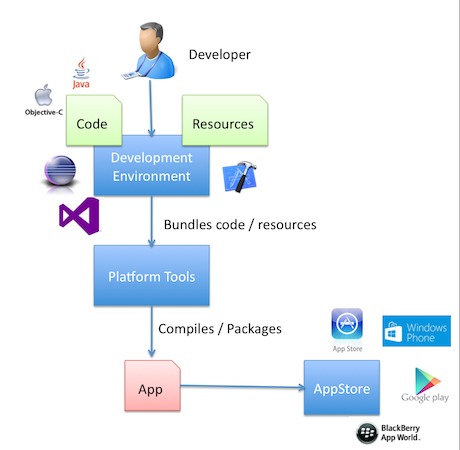 Developer
Java
Objective-C
Code
Resources
Development
Environment
Bundles code / resources
Platform Tools
Compiles / Packages
App Store
Windows
Phone
App
AppStore
Google play
BlackBerry
App World.